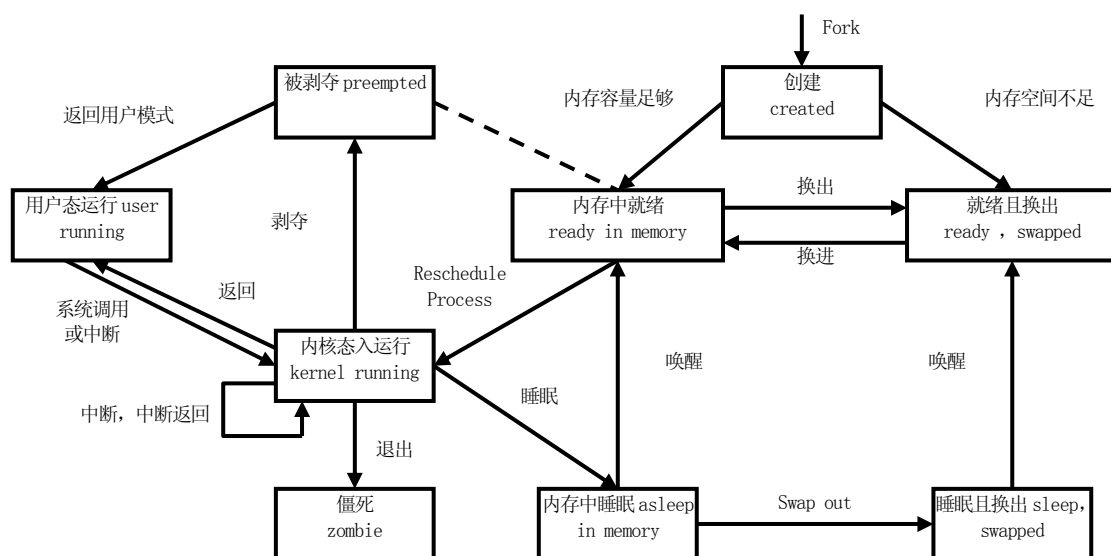 Fork
被剥夺 preempted
创建
created
返回用户模式
内存容量足够
内存空间不足
用户态运行 user
running
剥夺
内存中就绪
ready in memory
换出
换进
就绪且换出
ready , swapped
系统调用
或中断
返回
Reschedule
Process
内核态入运行
kernel running
唤醒
唤醒
中断，中断返回
睡眠
退出
僵死
zombie
内存中睡眠 asleep
in memory
Swap out
睡眠且换出 sleep,
swapped